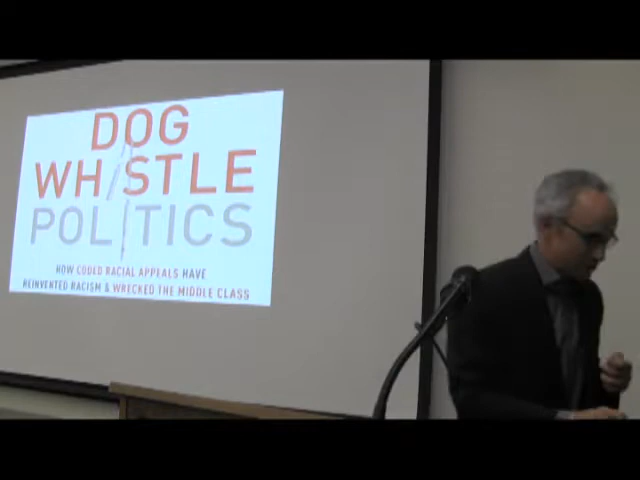 DOG
WHISTLE
POLITICS
HOW CODED RACIAL APPEALS HAVE
REINVENTED RACISM & WRECKED THE MIDDLE CLASS